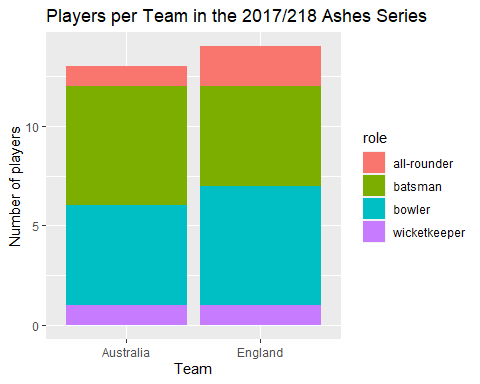 Players per Team in the 2017/218 Ashes Series
Number of players
10
5
0
Australia
England
Team
role
all-rounder
batsman
bowler
wicketkeeper